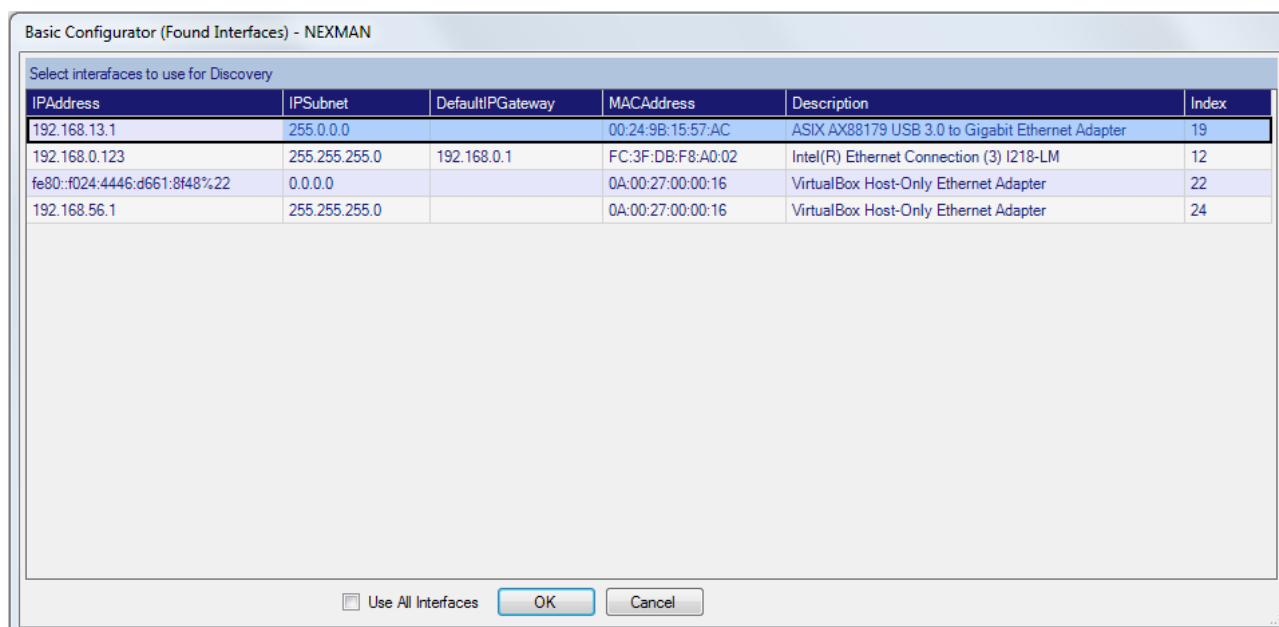 Basic Configurator (Found Interfaces) - NEXMAN
Select interafaces to use for Discovery
IPAddress IPSubnet DefaultIPGateway MACAddress Description Index
192.168.13.1 255.0.0.0 00:24:9B:15:57:AC ASIX AX88179 USB 3.0 to Gigabit Ethernet Adapter 19
192.168.0.123 255.255.255.0 192.168.0.1 FC:3F:DB:F8:A0:02 Intel(R) Ethernet Connection (3) I218-LM 12
fe80::f024:4446:d661:8f48%22 0.0.0.0 0A:00:27:00:00:16 VirtualBox Host-Only Ethernet Adapter 22
192.168.56.1 255.255.255.0 0A:00:27:00:00:16 VirtualBox Host-Only Ethernet Adapter 24
Use All Interfaces OK Cancel